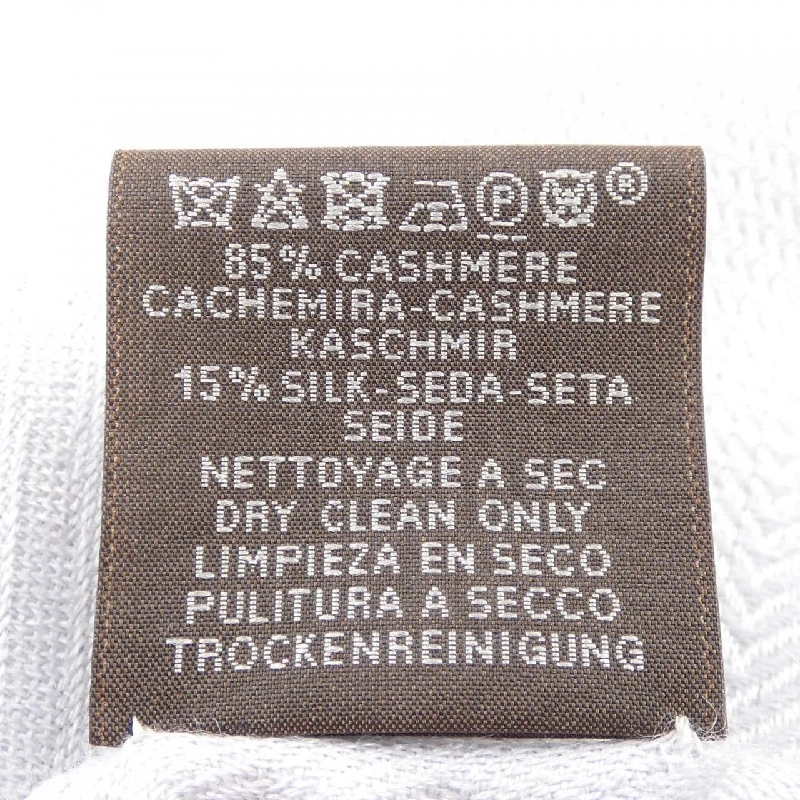 P ®
85% CASHMERE
CACHEMIRA-CASHMERE
KASCHMIR
15% SILK-SEDA-SETA
SEIDE
NETTOYAGE A SEC
DRY CLEAN ONLY
LIMPIEZA EN SECO
PULITURA A SECCO
TROCKENREINIGUNG